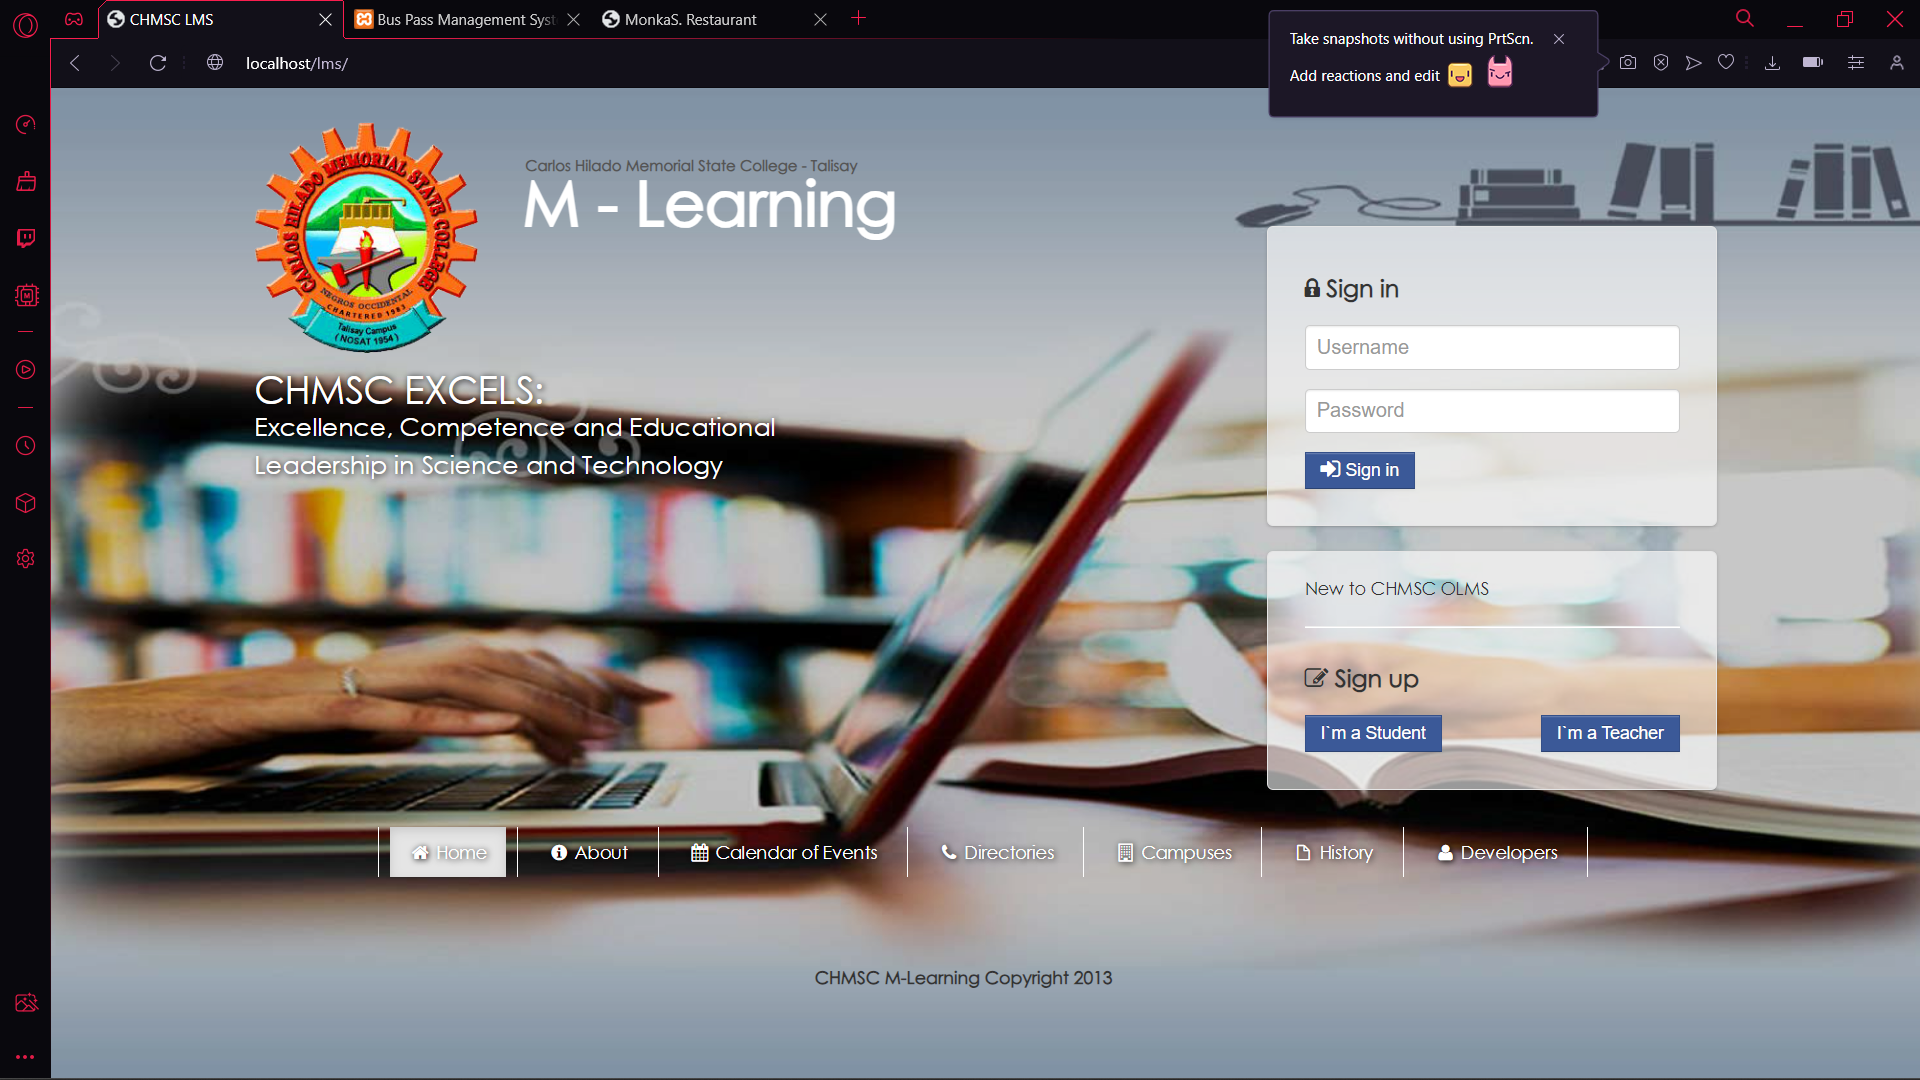 CHMSC LMS
Bus Pass Management Syst
MonkaS. Restaurant
localhost/lms/
Take snapshots without using PrtScn.
Add reactions and edit
CARLOS HILADO MEMORIAL STATE COLLEGE
NEGROS OCCIDENTAL
CHARTERED 1983
Talisay Campus
( NOSAT 1954 )
Carlos Hilado Memorial State College - Talisay
M - Learning
CHMSC EXCELS:
Excellence, Competence and Educational
Leadership in Science and Technology
Sign in
Username
Password
Sign in
New to CHMSC OLMS
Sign up
I`m a Student
I`m a Teacher
Home
About
Calendar of Events
Directories
Campuses
History
Developers
CHMSC M-Learning Copyright 2013